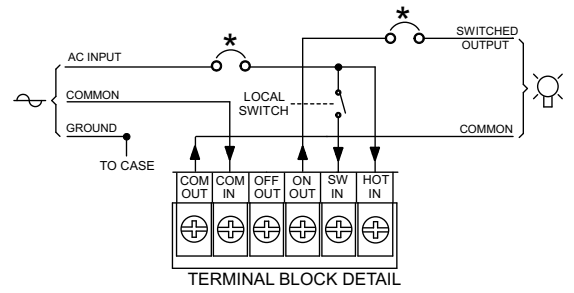 *
SWITCHED
OUTPUT
*
AC INPUT
COMMON
LOCAL
SWITCH
GROUND
COMMON
TO CASE
COM OUT
COM IN
OFF OUT
ON OUT
SW IN
HOT IN
TERMINAL BLOCK DETAIL